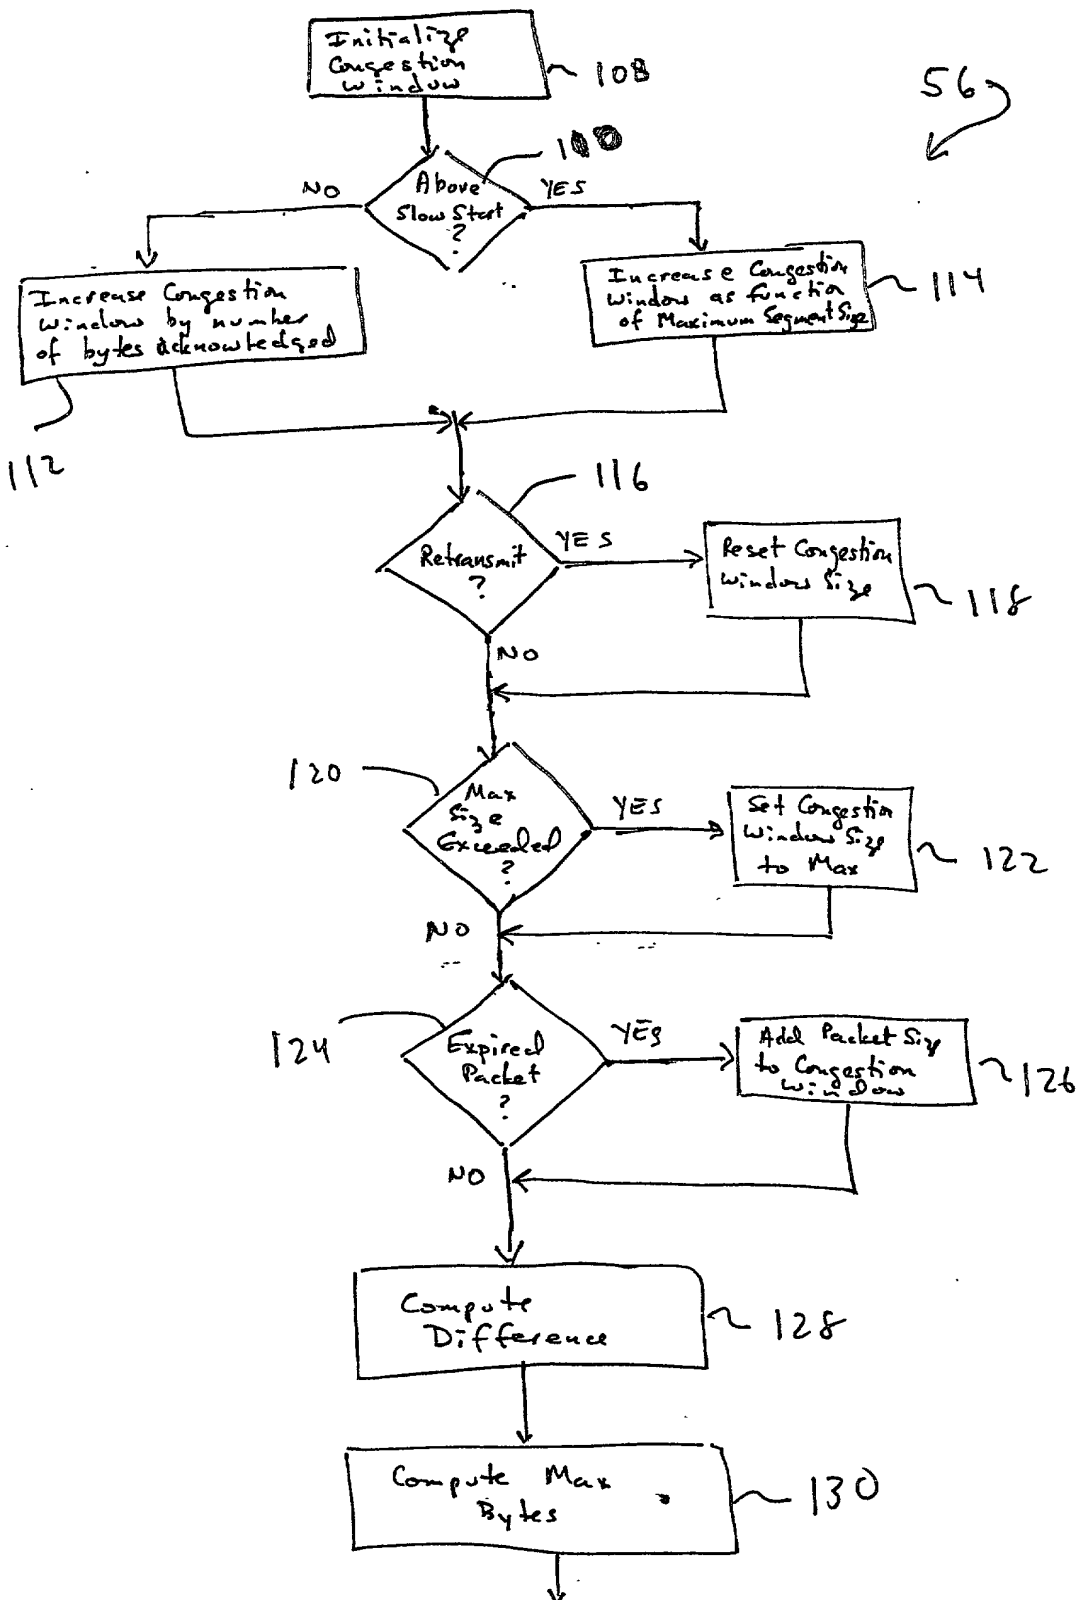 Initialize
Congestion
Window
108
56
Above
Slow Start
?
NO
YES
Increase Congestion
Window by number
of bytes acknowledged
112
Increase Congestion
Window as function
of Maximum Segment Size
114
Retransmit
?
116
YES
NO
Reset Congestion
Window Size
118
120
Max
Size
Exceeded
?
YES
NO
Set Congestion
Window Size
to Max
122
124
Expired
Packet
?
YES
NO
Add Packet Size
to Congestion
Window
126
Compute
Difference
128
Compute Max
Bytes
130